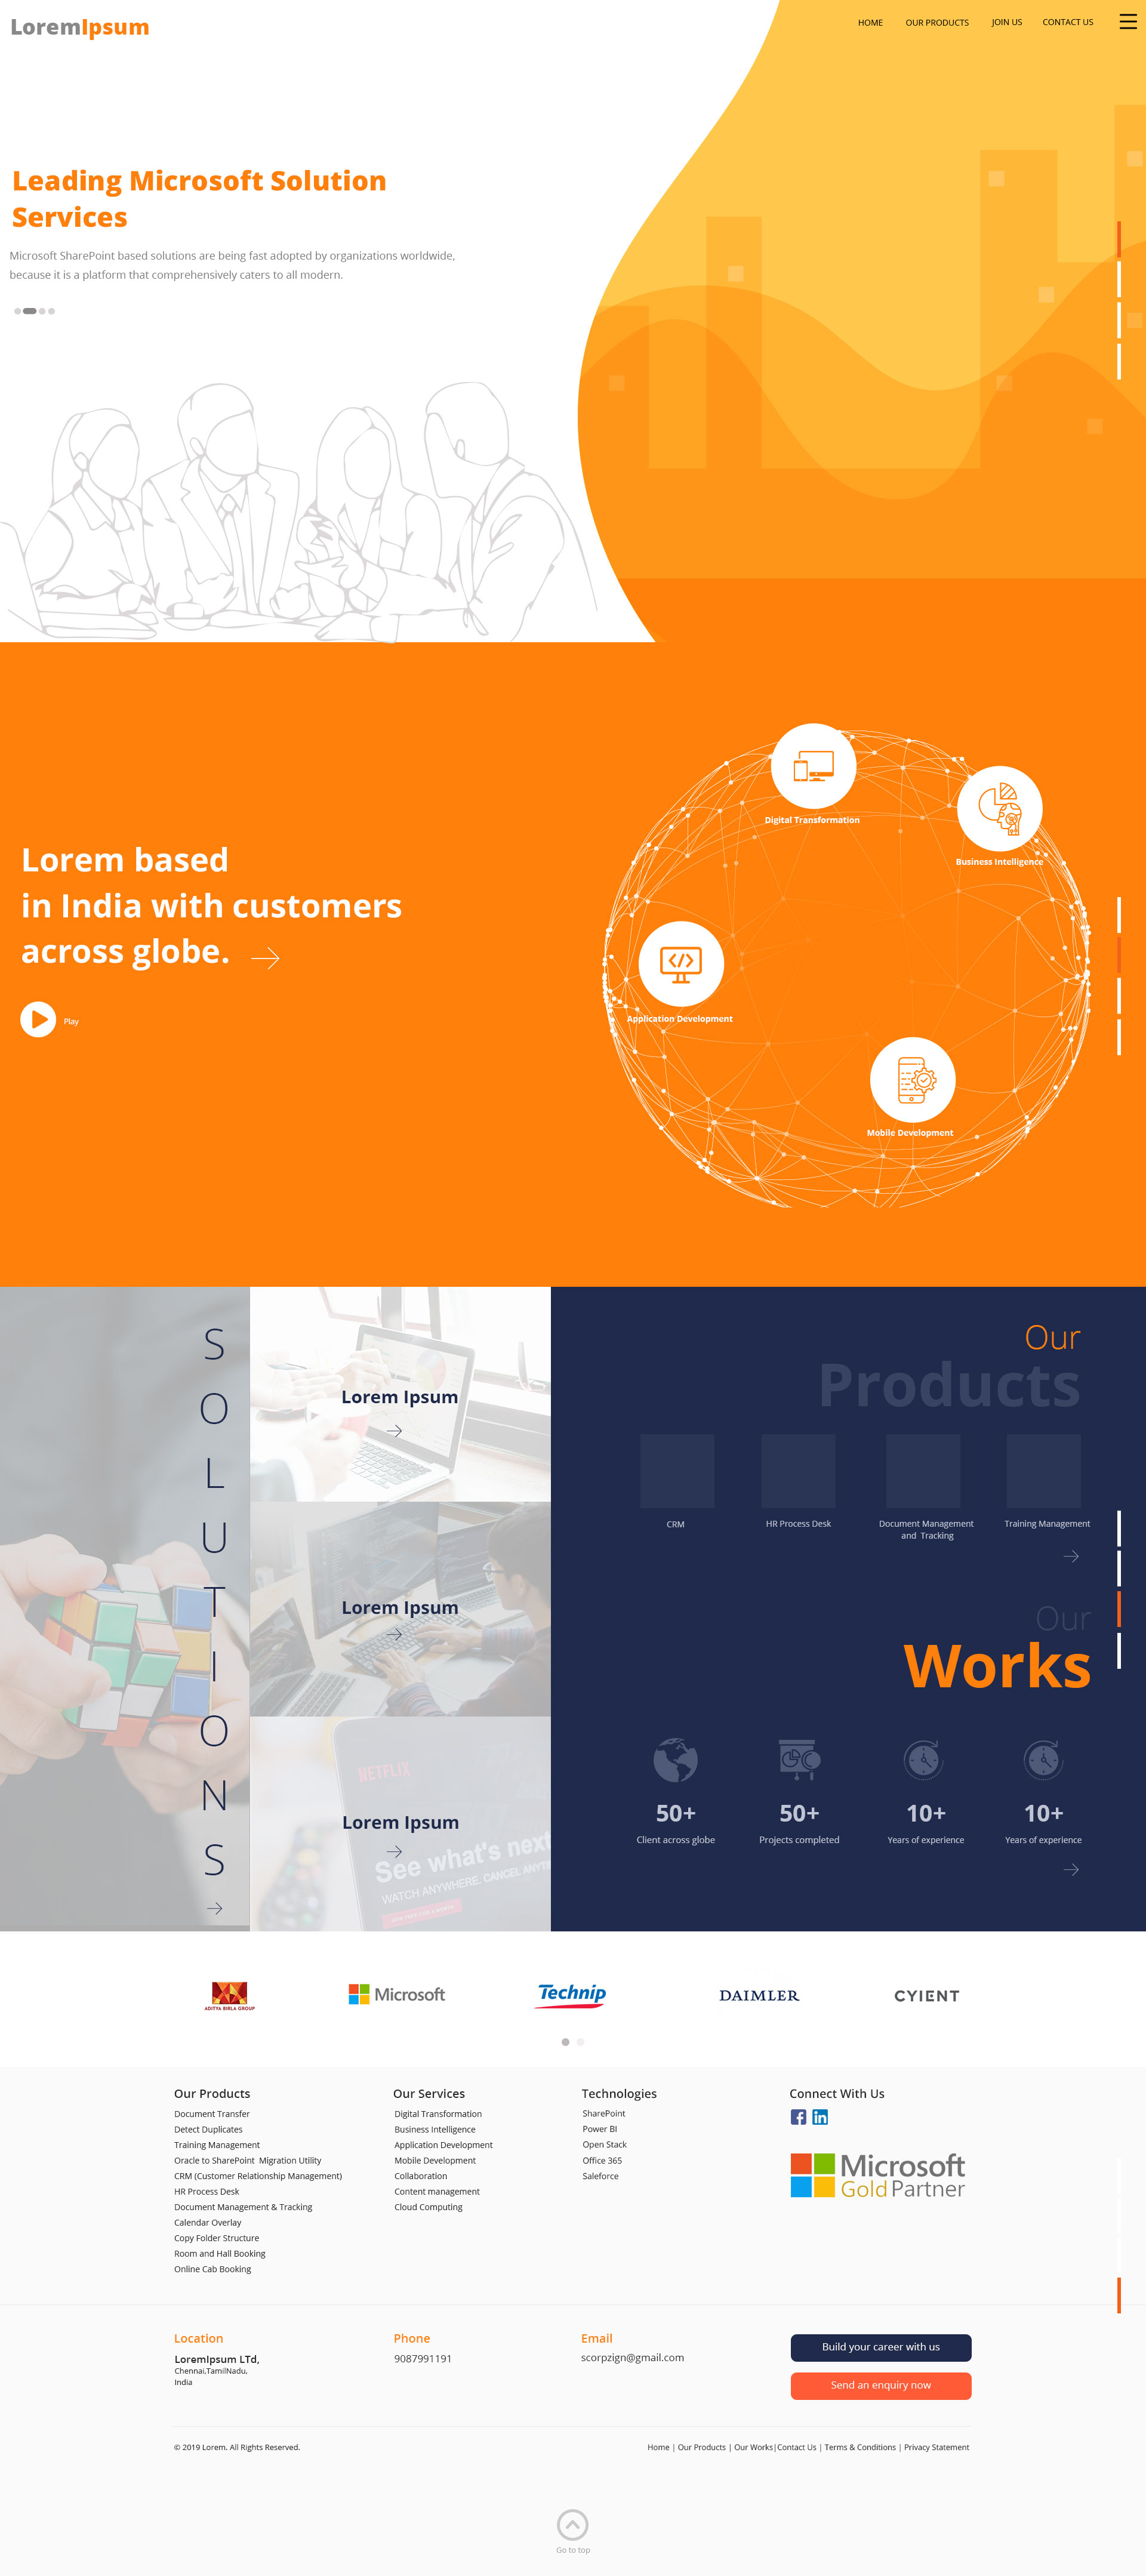 LoremIpsum
HOME OUR PRODUCTS JOIN US CONTACT US
Leading Microsoft Solution
Services
Microsoft SharePoint based solutions are being fast adopted by organizations worldwide,
because it is a platform that comprehensively caters to all modern.
Digital Transformation
Business Intelligence
Lorem based
in India with customers
across globe.
Play
Application Development
Mobile Development
SOLUTIONS
Lorem Ipsum
Lorem Ipsum
NETFLIX
Lorem Ipsum
See what's next
WATCH ANYWHERE. CANCEL ANYTI
Our
Products
CRM
HR Process Desk
Document Management
and Tracking
Training Management
Our
Works
50+
Client across globe
50+
Projects completed
10+
Years of experience
10+
Years of experience
ADITYA BIRLA GROUP
Microsoft
Technip
DAIMLER
CYIENT
Our Products
Document Transfer
Detect Duplicates
Training Management
Oracle to SharePoint Migration Utility
CRM (Customer Relationship Management)
HR Process Desk
Document Management & Tracking
Calendar Overlay
Copy Folder Structure
Room and Hall Booking
Online Cab Booking
Our Services
Digital Transformation
Business Intelligence
Application Development
Mobile Development
Collaboration
Content management
Cloud Computing
Technologies
SharePoint
Power BI
Open Stack
Office 365
Saleforce
Connect With Us
Microsoft
Gold Partner
Location
LoremIpsum LTd,
Chennai,TamilNadu,
India
Phone
9087991191
Email
scorpzign@gmail.com
Build your career with us
Send an enquiry now
© 2019 Lorem. All Rights Reserved.
Home | Our Products | Our Works|Contact Us | Terms & Conditions | Privacy Statement
Go to top